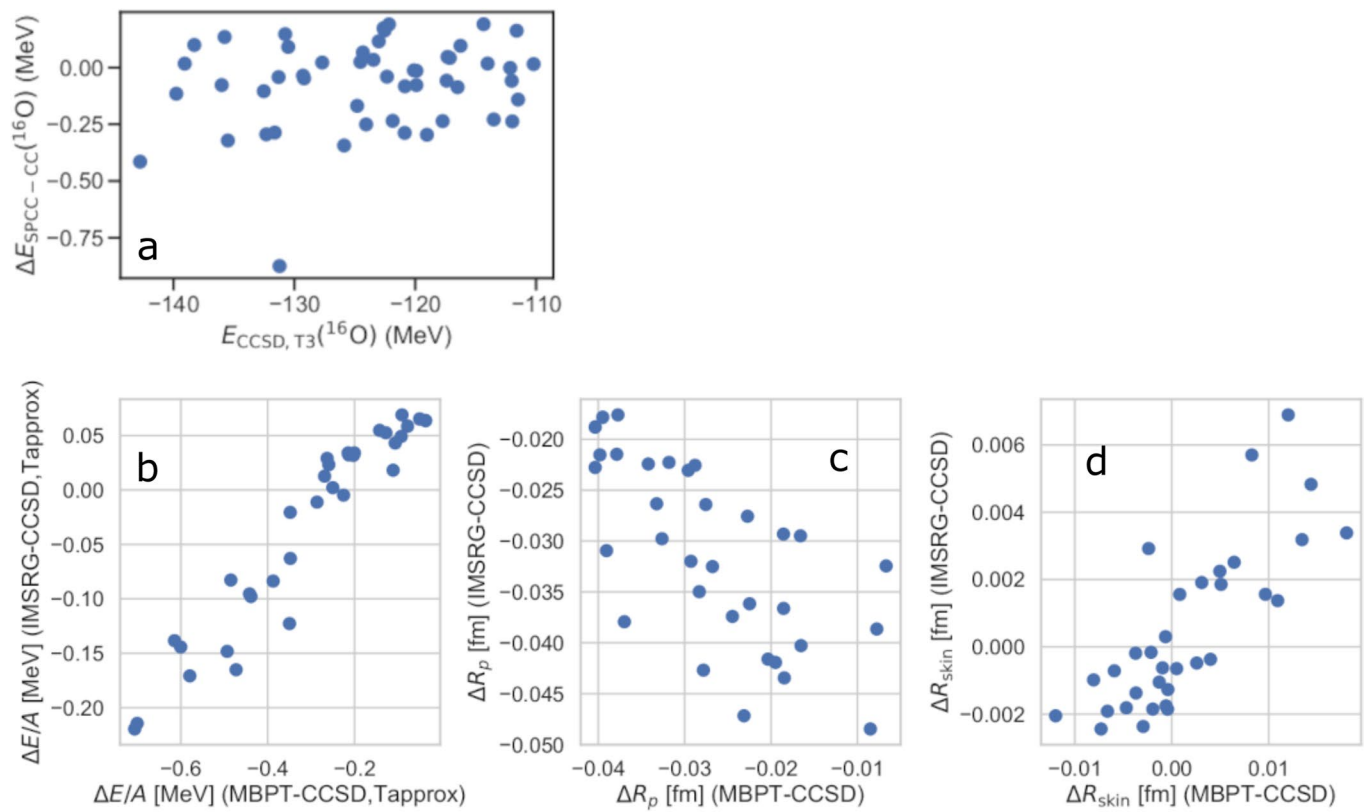 ΔE_SPCC−CC(¹⁶O) (MeV)
0.00
−0.25
−0.50
−0.75
a
−140 −130 −120 −110
E_CCSD, T3(¹⁶O) (MeV)
ΔE/A [MeV] (IMSRG-CCSD,Tapprox)
0.05
0.00
−0.05
−0.10
−0.15
−0.20
b
−0.6 −0.4 −0.2
ΔE/A [MeV] (MBPT-CCSD,Tapprox)
ΔR_p [fm] (IMSRG-CCSD)
−0.020
−0.025
−0.030
−0.035
−0.040
−0.045
−0.050
c
−0.04 −0.03 −0.02 −0.01
ΔR_p [fm] (MBPT-CCSD)
ΔR_skin [fm] (IMSRG-CCSD)
0.006
0.004
0.002
0.000
−0.002
d
−0.01 0.00 0.01
ΔR_skin [fm] (MBPT-CCSD)